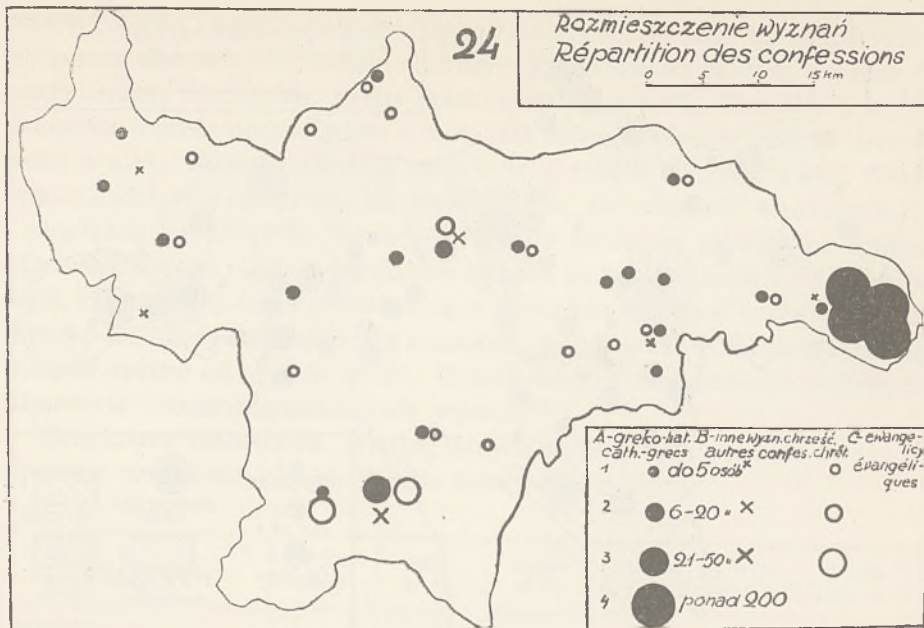 24
Rozmieszczenie wyznań
Répartition des confessions
0 5 10 15 km
A-greko-kat. B-inne wyzn. chrześć. C-ewange-
licy
cath.-grecs autres confes. chrét.
1 do 5 osób × évangéli-
ques
2 6-20 „ ×
3 21-50 „ ×
4 ponad 200